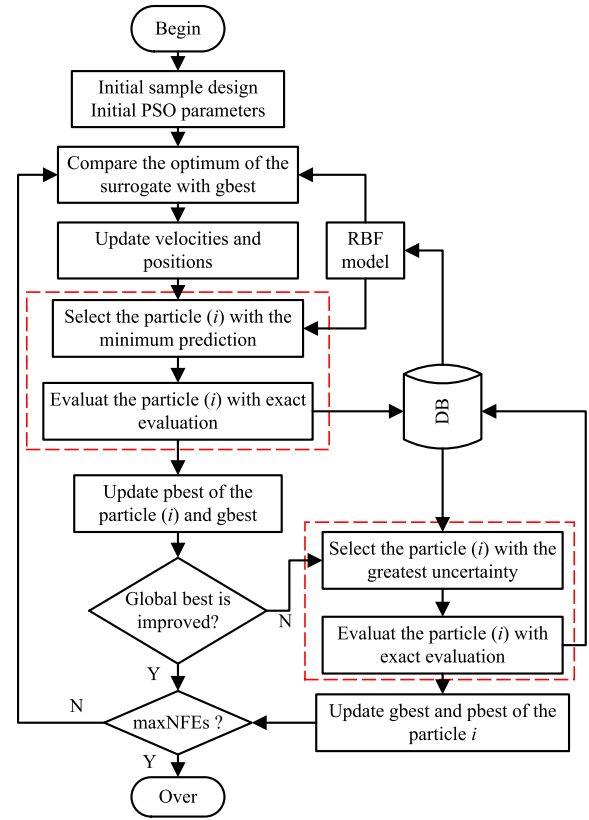 Begin
Initial sample design
Initial PSO parameters
Compare the optimum of the
surrogate with gbest
Update velocities and
positions
RBF
model
Select the particle (i) with the
minimum prediction
Evaluat the particle (i) with exact
evaluation
DB
Update pbest of the
particle (i) and gbest
Select the particle (i) with the
greatest uncertainty
Global best is
improved?
N
Evaluat the particle (i) with
exact evaluation
Y
N
maxNFEs ?
Update gbest and pbest of the
particle i
Y
Over